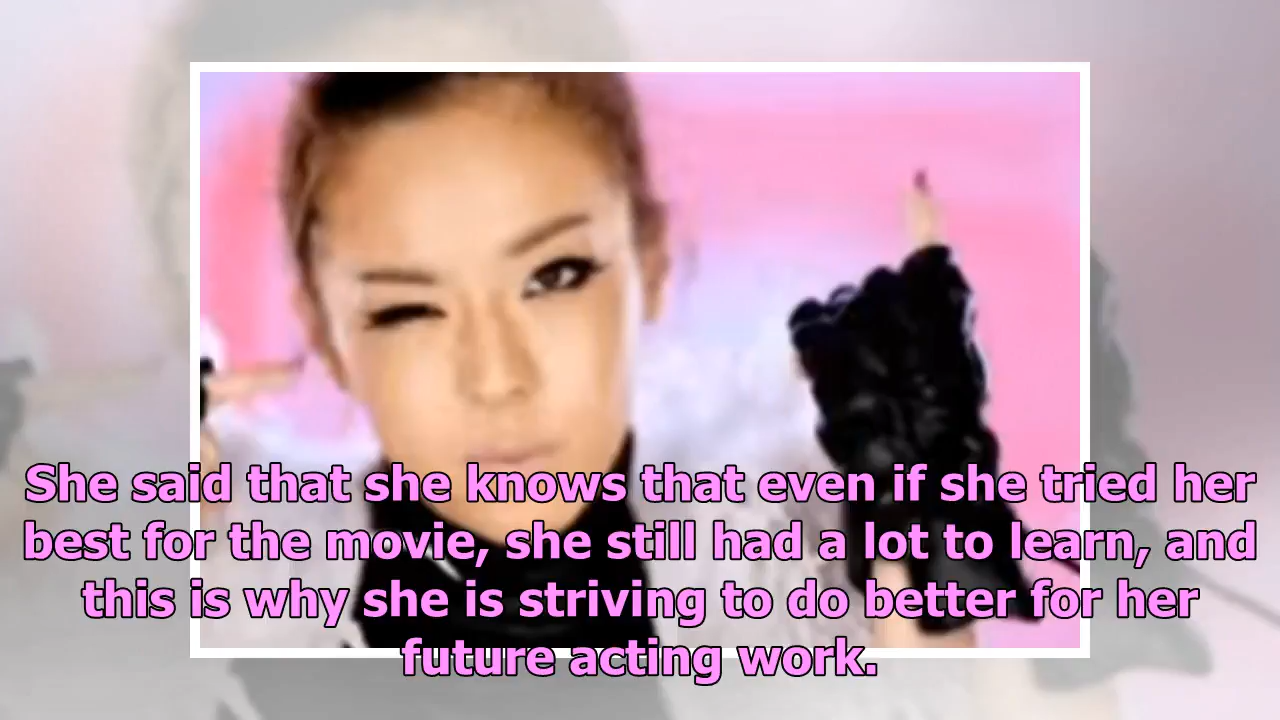 She said that she knows that even if she tried her
best for the movie, she still had a lot to learn, and
this is why she is striving to do better for her
future acting work.